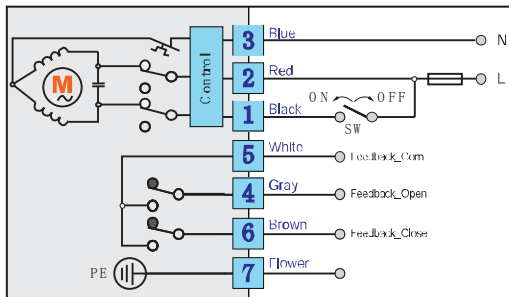 3 Blue N
M
Control
2 Red L
ON OFF
1 Black
SW
5 White Feedback_Com
4 Gray Feedback_Open
6 Brown Feedback_Close
PE 7 Flower